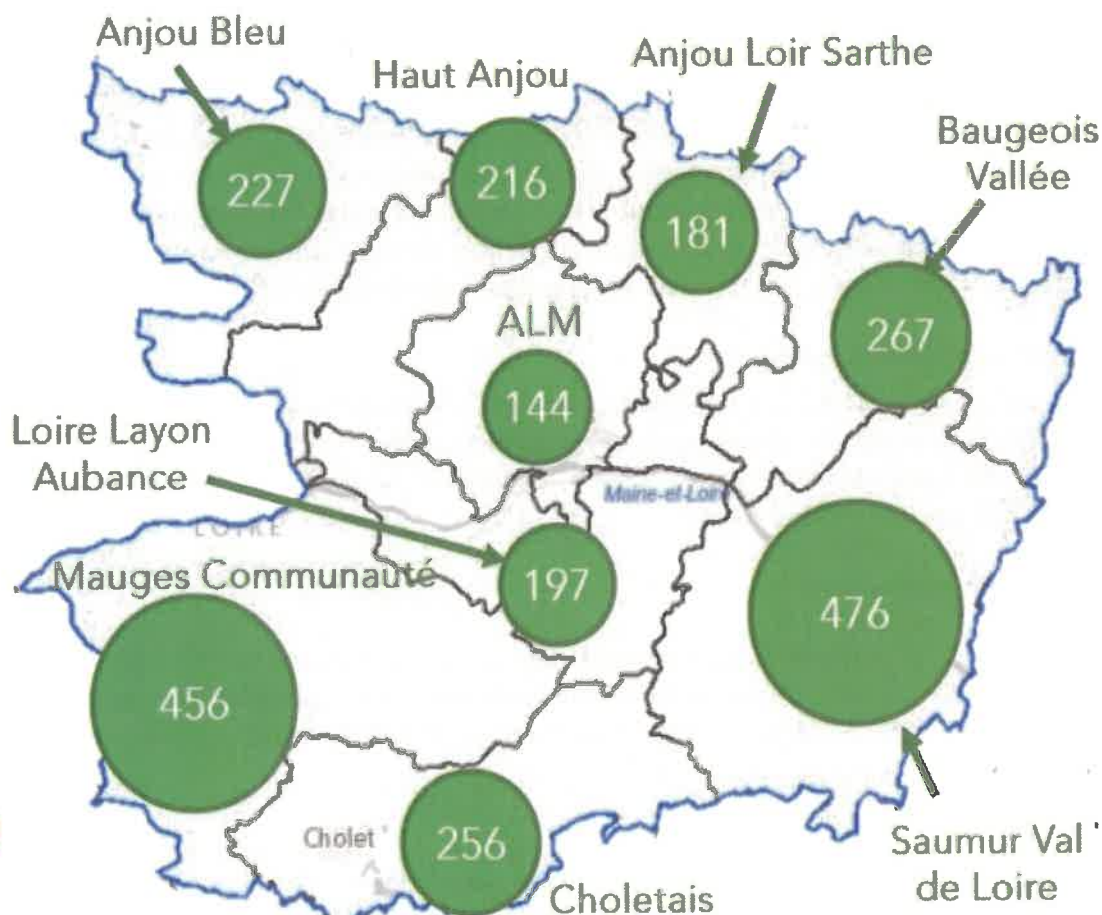 Anjou Bleu
Haut Anjou
Anjou Loir Sarthe
Baugeois
Vallée
227
216
181
267
ALM
144
Loire Layon
Aubance
Maine-et-Loir
LOIRE
Mauges Communauté
197
476
456
Cholet
256
Choletais
Saumur Val
de Loire